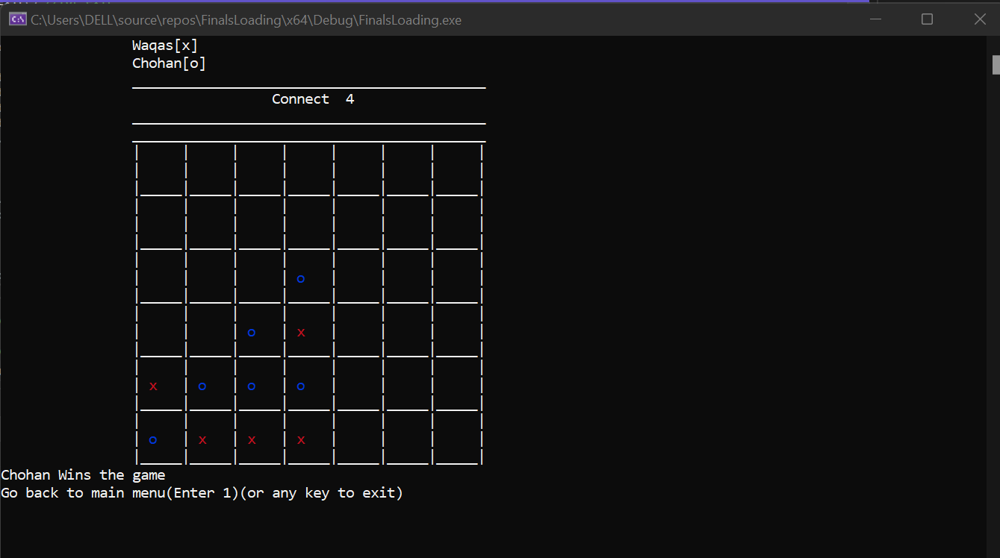 C:\Users\DELL\source\repos\FinalsLoading\x64\Debug\FinalsLoading.exe
Waqas[x]
Chohan[o]
Connect  4
o
o x
x o o o
o x x x
Chohan Wins the game
Go back to main menu(Enter 1)(or any key to exit)